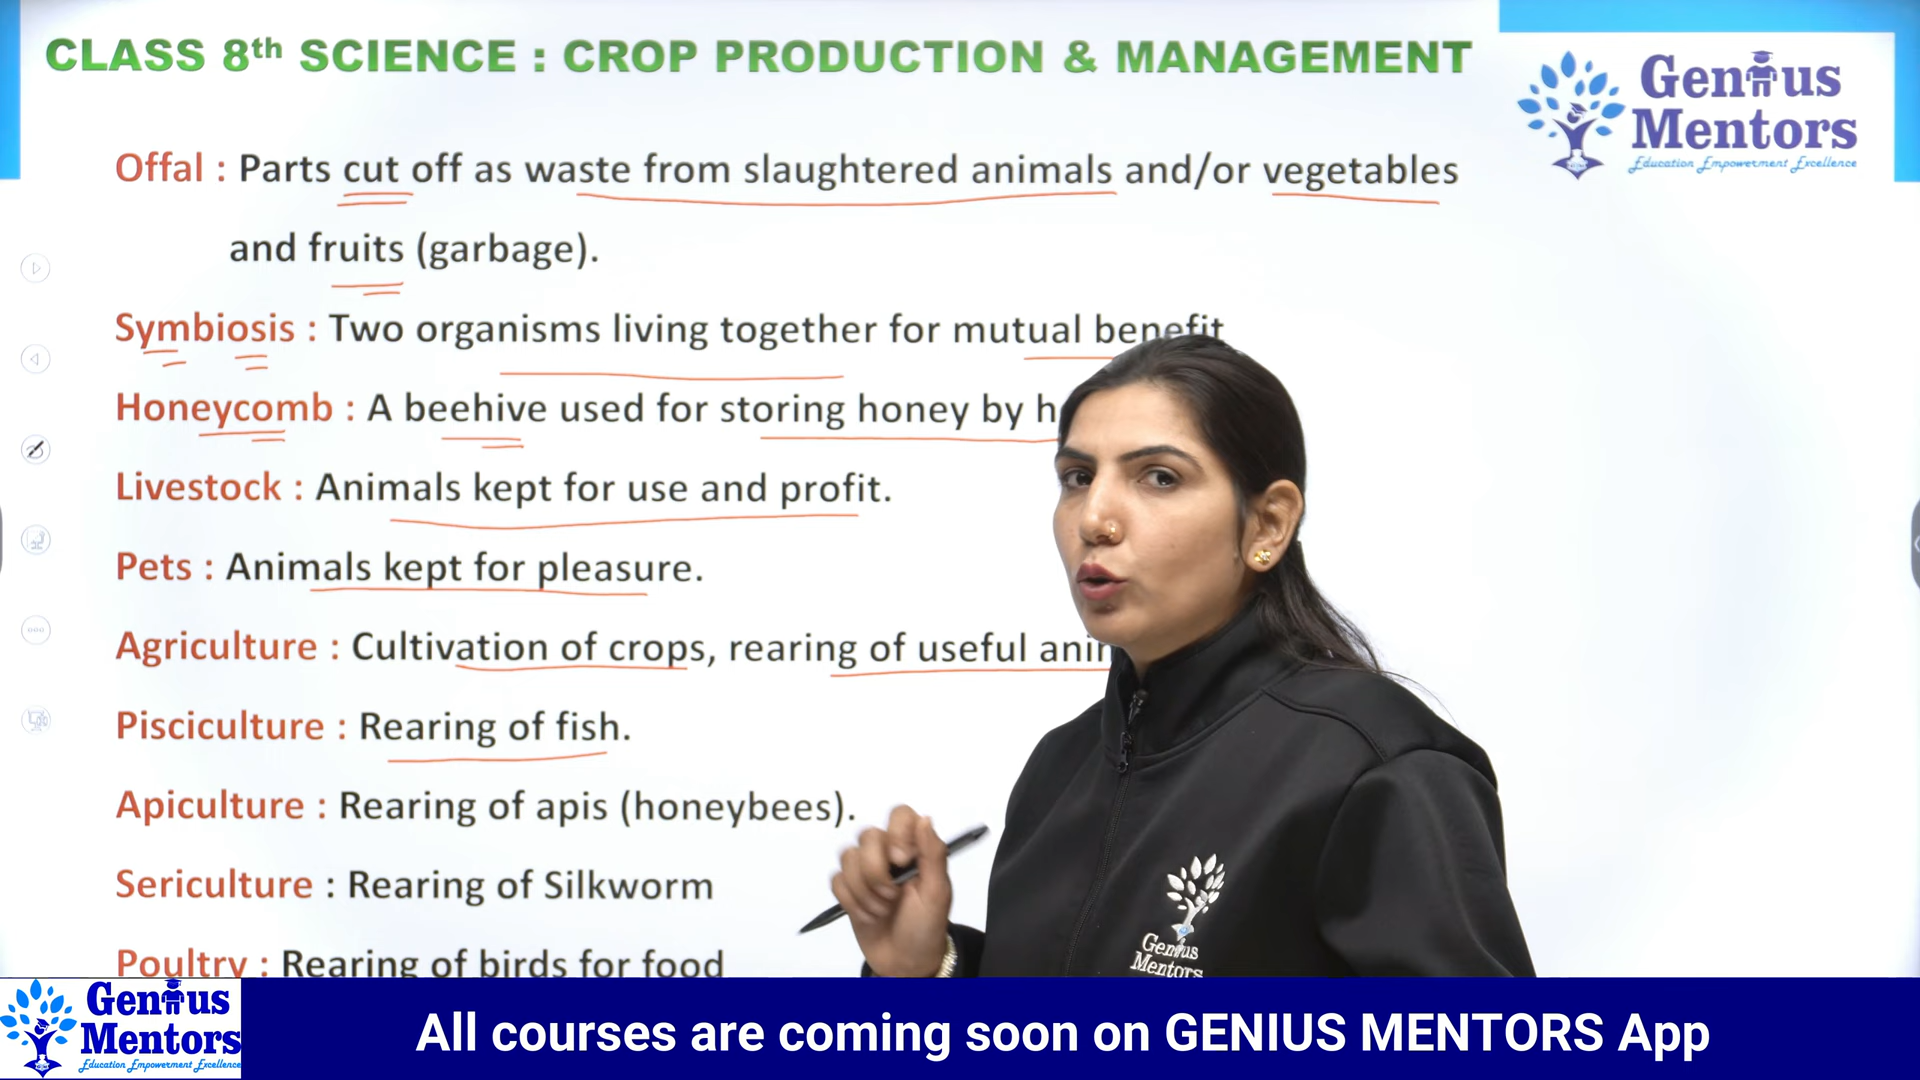 CLASS 8th SCIENCE : CROP PRODUCTION & MANAGEMENT
Genius
Mentors
Education Empowerment Excellence
Offal : Parts cut off as waste from slaughtered animals and/or vegetables
and fruits (garbage).
Symbiosis : Two organisms living together for mutual benefit
Honeycomb : A beehive used for storing honey by
Livestock : Animals kept for use and profit.
Pets : Animals kept for pleasure.
Agriculture : Cultivation of crops, rearing of useful
Pisciculture : Rearing of fish.
Apiculture : Rearing of apis (honeybees).
Sericulture : Rearing of Silkworm
Poultry : Rearing of birds for food
Genius
Mentors
Genius
Mentors
Education Empowerment Excellence
All courses are coming soon on GENIUS MENTORS App